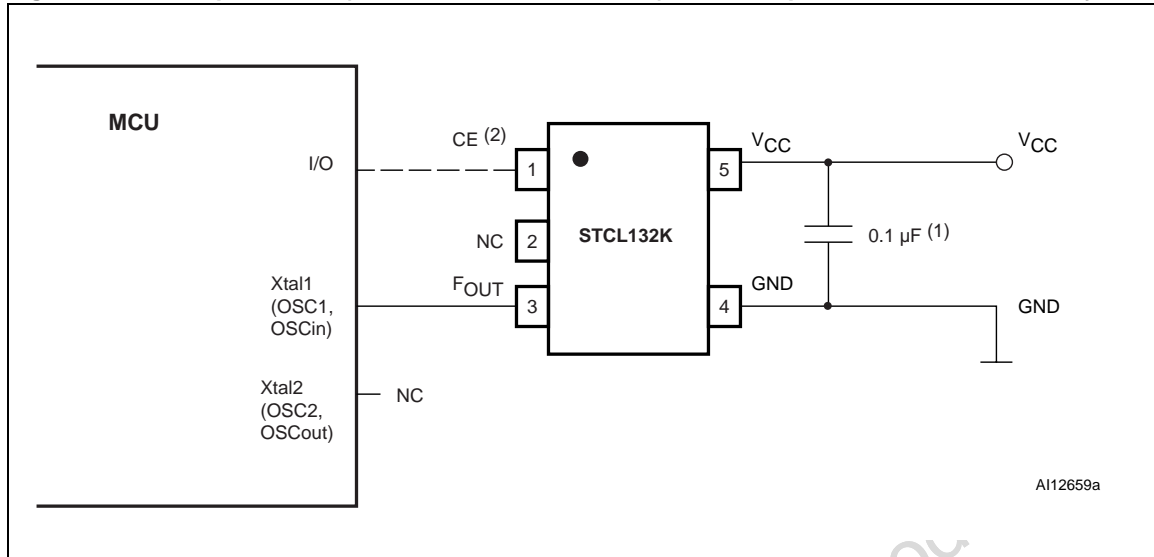 MCU
I/O
Xtal1
(OSC1,
OSCin)
Xtal2
(OSC2,
OSCout)
NC
CE (2)
1
NC 2
FOUT
3
STCL132K
VCC
5
GND
4
VCC
0.1 µF (1)
GND
AI12659a